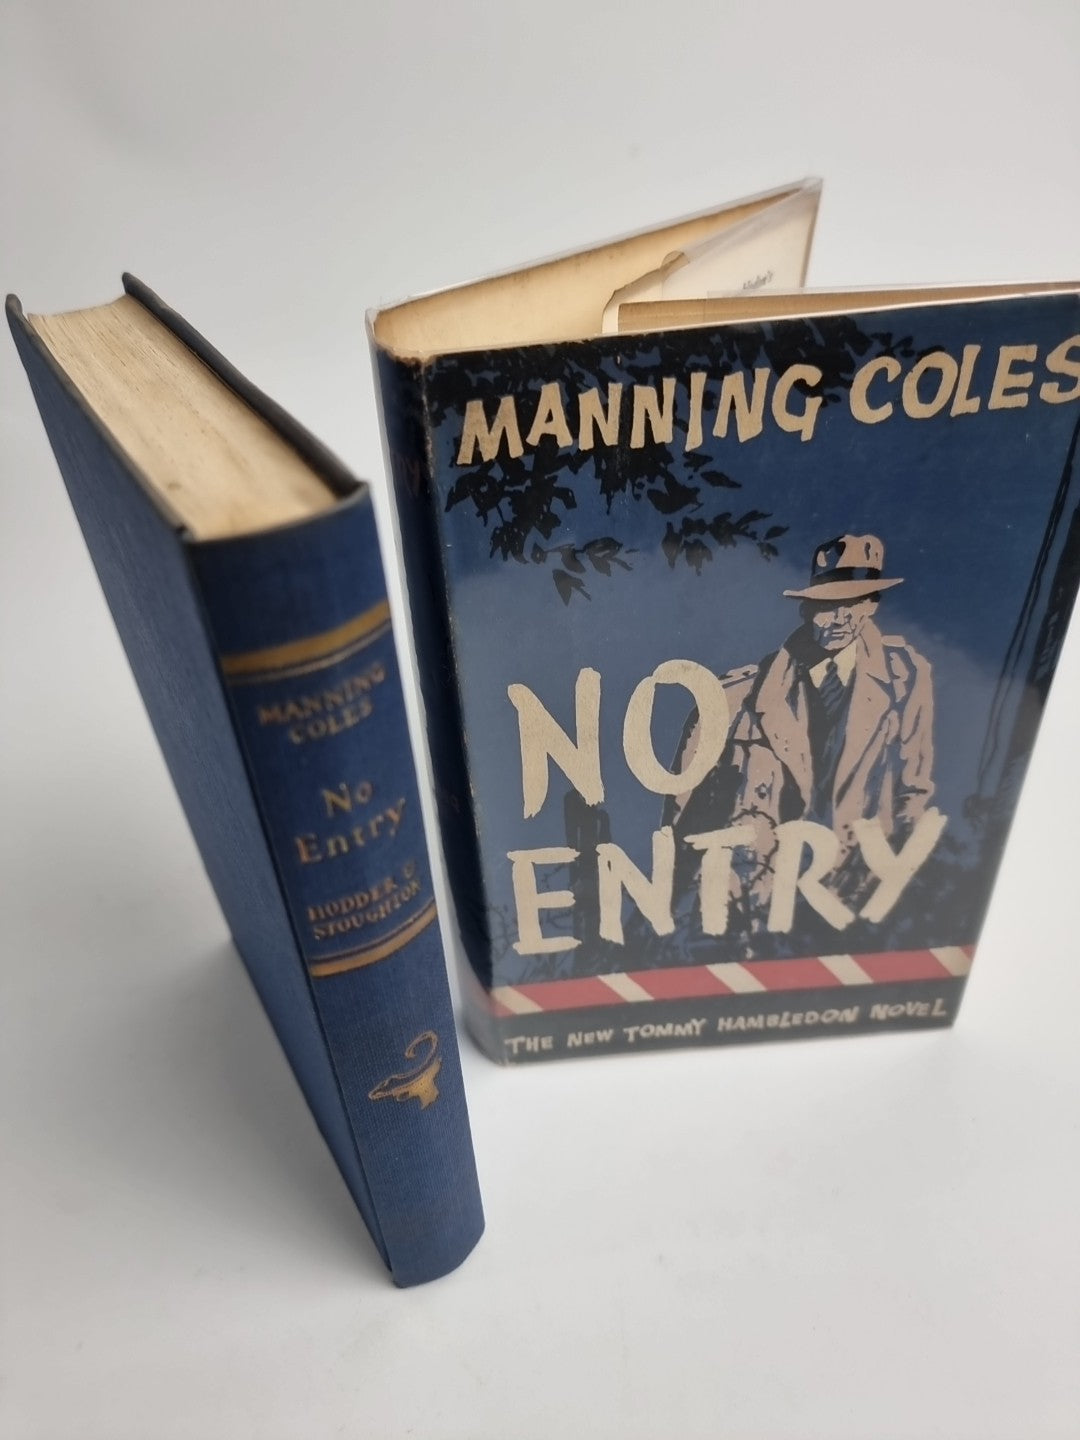 MANNING
COLES
No
Entry
HODDER &
STOUGHTON
MANNING COLES
NO
ENTRY
THE NEW TOMMY HAMBLEDON NOVEL